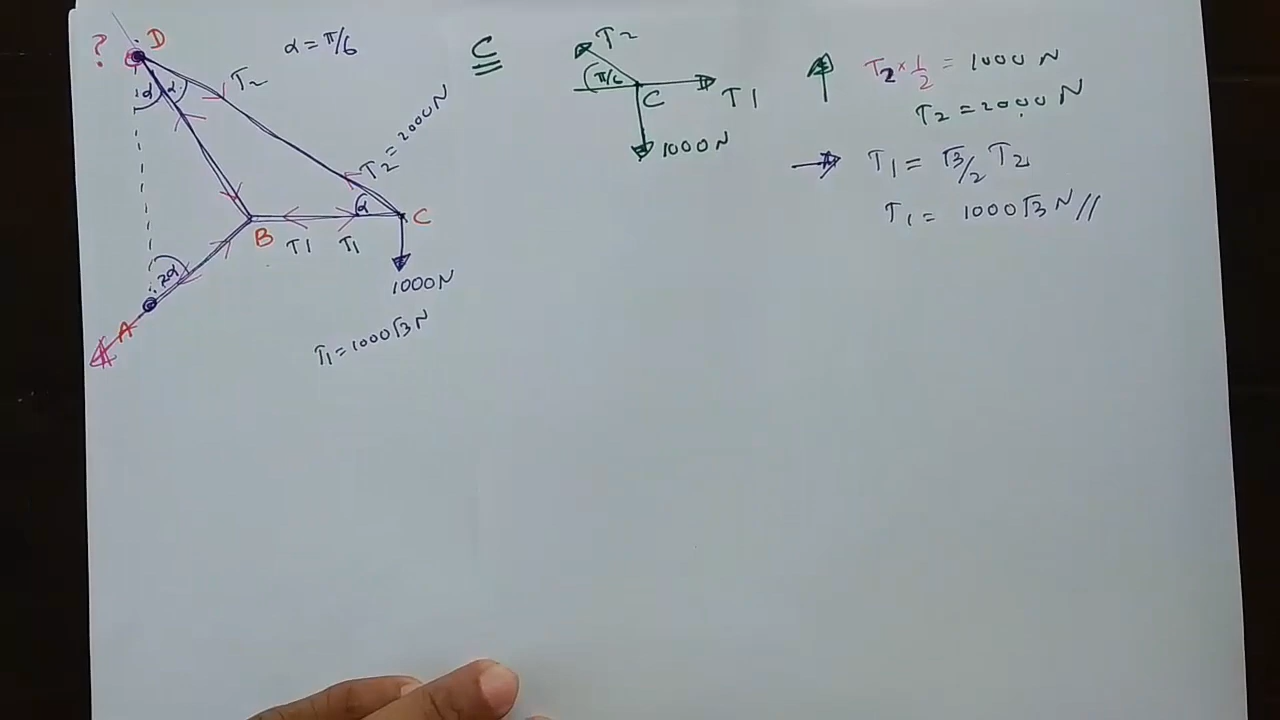 ? D
α = π/6
α α
T2
T2 = 2000N
α
C
B
T1 T1
1000N
2α
A
T1 = 1000√3 N
C
T2
π/6
C
T1
1000N
T2 × 1/2 = 1000 N
T2 = 2000 N
T1 = √3/2 T2
T1 = 1000√3 N //